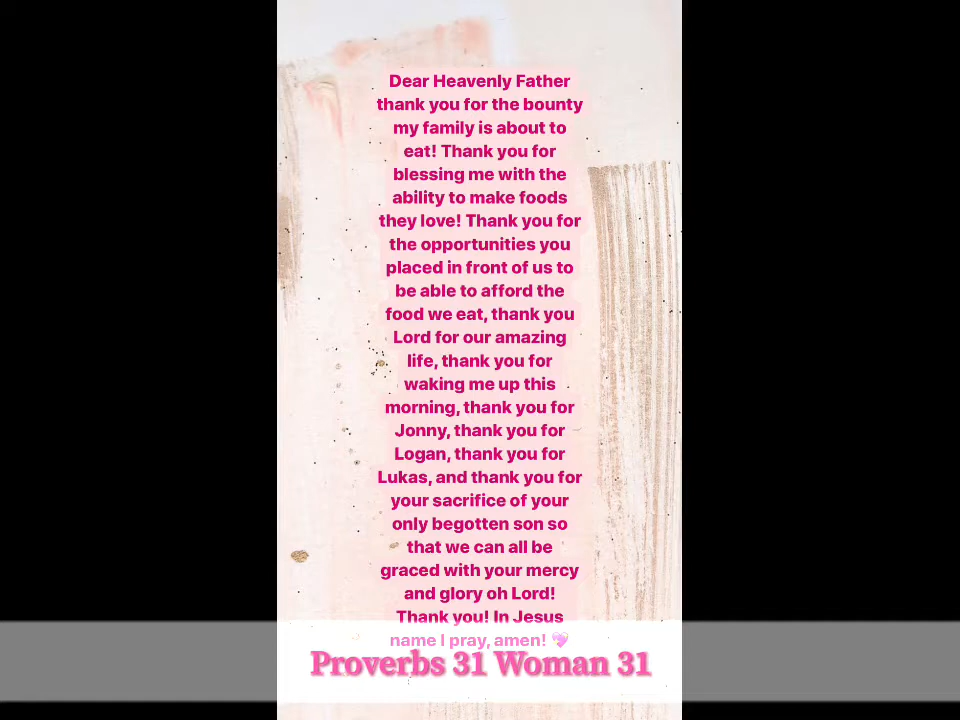 Dear Heavenly Father
thank you for the bounty
my family is about to
eat! Thank you for
blessing me with the
ability to make foods
they love! Thank you for
the opportunities you
placed in front of us to
be able to afford the
food we eat, thank you
Lord for our amazing
life, thank you for
waking me up this
morning, thank you for
Jonny, thank you for
Logan, thank you for
Lukas, and thank you for
your sacrifice of your
only begotten son so
that we can all be
graced with your mercy
and glory oh Lord!
Thank you! In Jesus
name I pray, amen! 💖
Proverbs 31 Woman 31